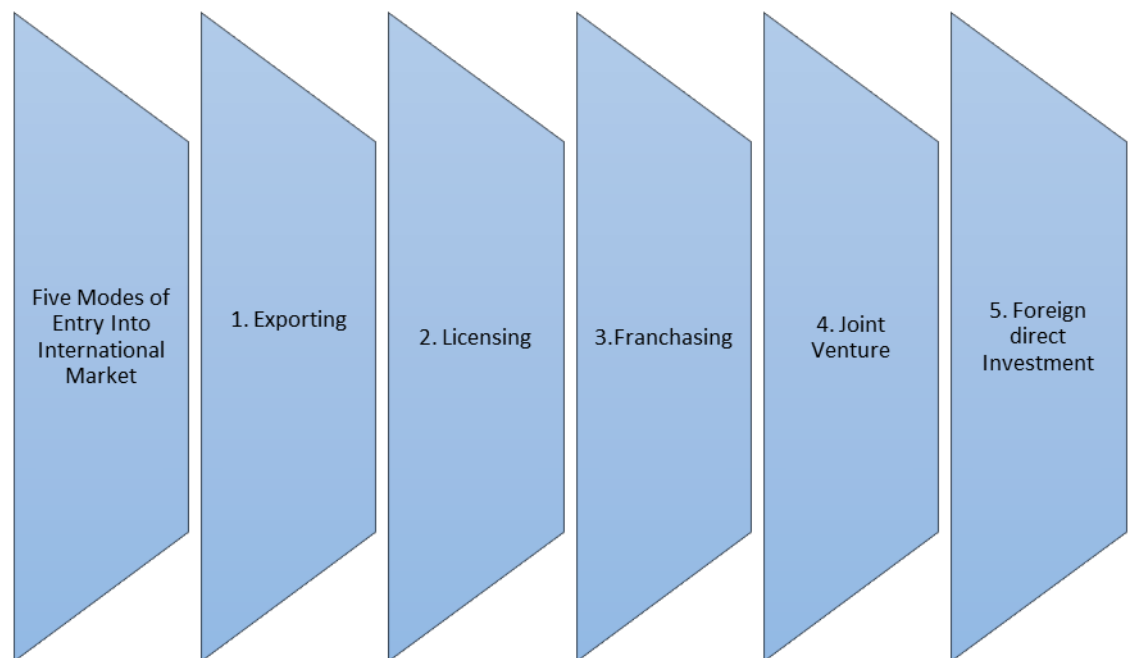 Five Modes of
Entry Into
International
Market
1. Exporting
2. Licensing
3.Franchasing
4. Joint
Venture
5. Foreign
direct
Investment